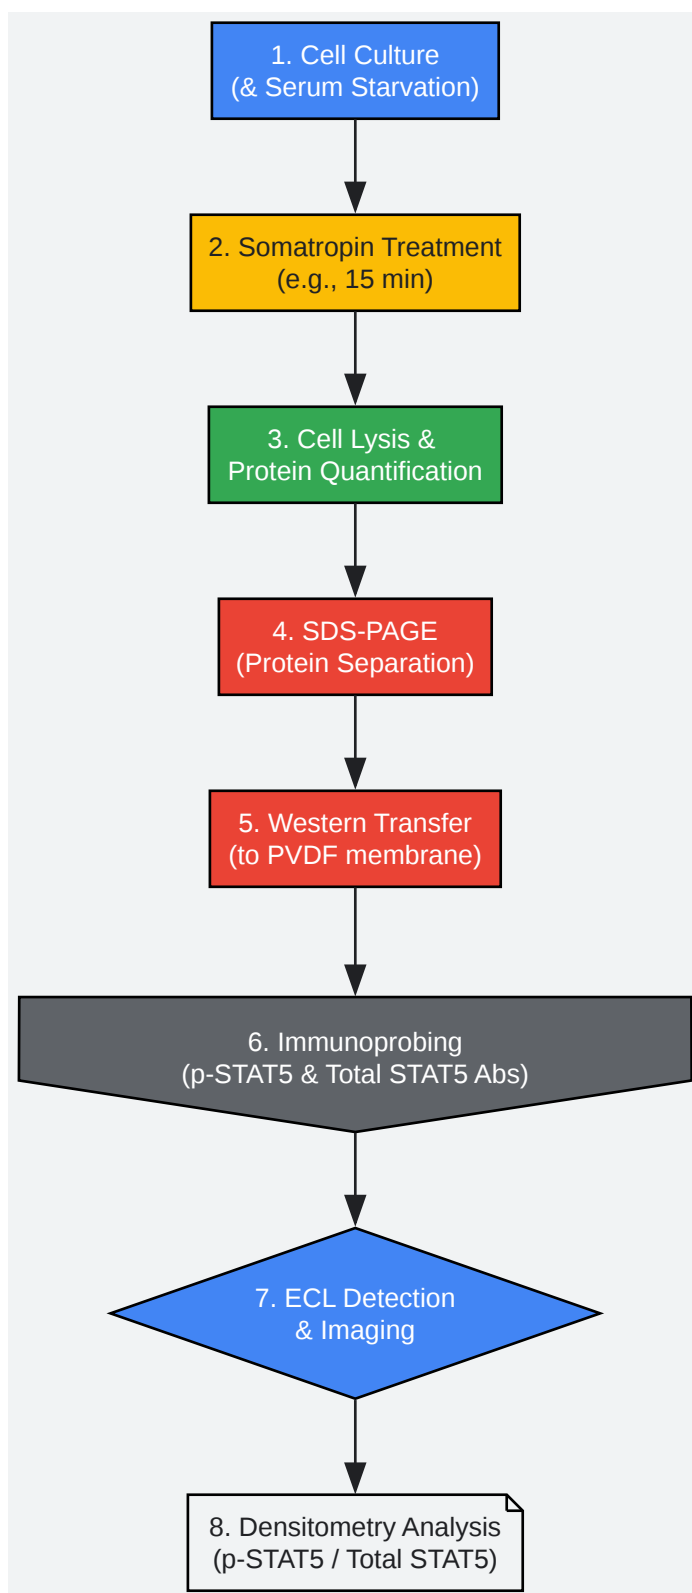 1. Cell Culture
(& Serum Starvation)
2. Somatropin Treatment
(e.g., 15 min)
3. Cell Lysis &
Protein Quantification
4. SDS-PAGE
(Protein Separation)
5. Western Transfer
(to PVDF membrane)
6. Immunoprobing
(p-STAT5 & Total STAT5 Abs)
7. ECL Detection
& Imaging
8. Densitometry Analysis
(p-STAT5 / Total STAT5)